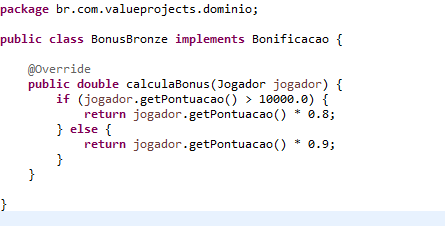 package br.com.valueprojects.dominio;
public class BonusBronze implements Bonificacao {
@Override
public double calculaBonus(Jogador jogador) {
if (jogador.getPontuacao() > 10000.0) {
return jogador.getPontuacao() * 0.8;
} else {
return jogador.getPontuacao() * 0.9;
}
}
}